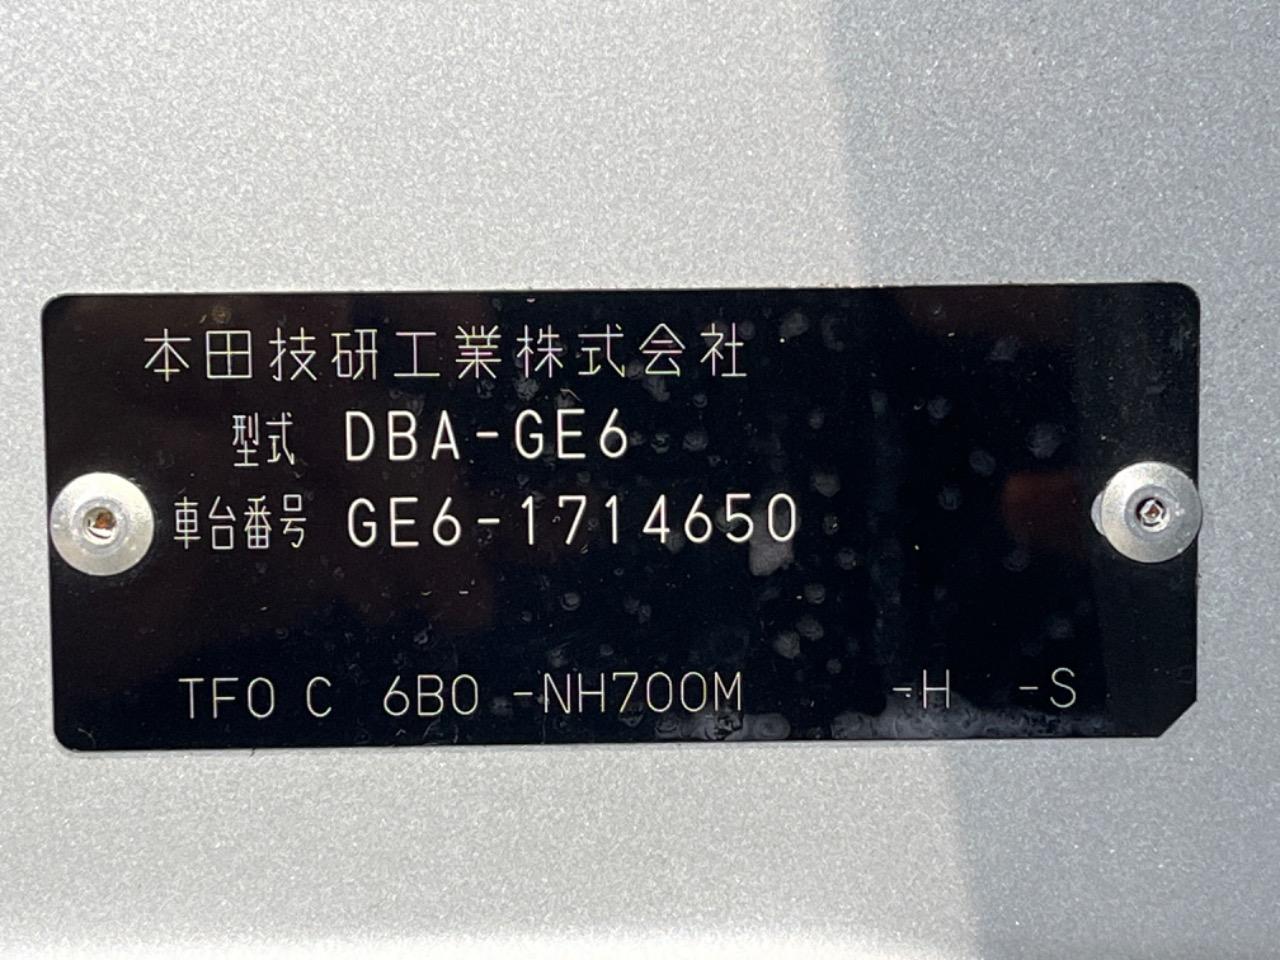 本田技研工業株式会社
型式 DBA-GE6
車台番号 GE6-1714650
TF0 C 6B0 -NH700M -H -S